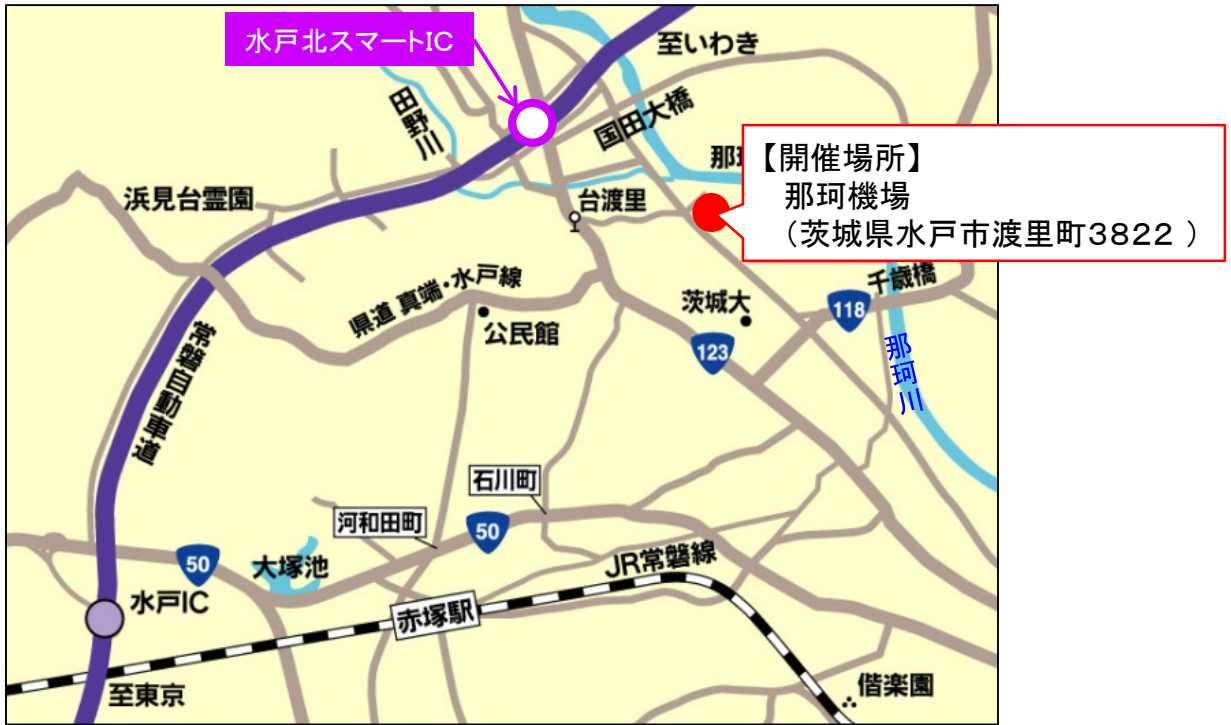 水戸北スマートIC
至いわき
田野川
国田大橋
那珂
【開催場所】
那珂機場
（茨城県水戸市渡里町3822 ）
浜見台霊園
台渡里
千歳橋
県道 真端・水戸線
茨城大
118
公民館
123
那珂川
常磐自動車道
石川町
河和田町
50
50
大塚池
JR常磐線
水戸IC
赤塚駅
至東京
偕楽園